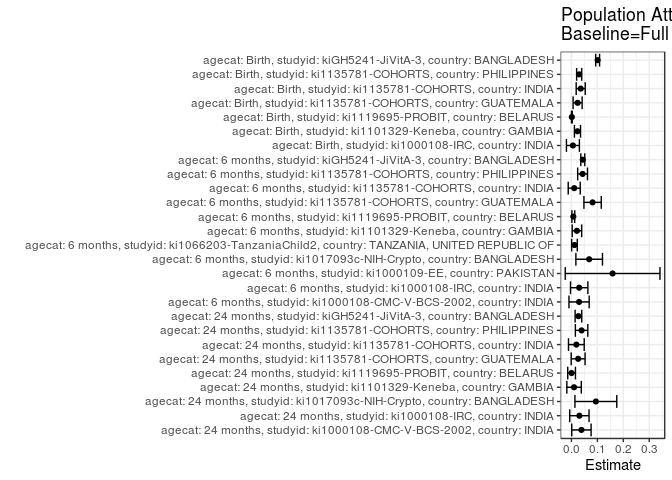 Population Att
Baseline=Full
agecat: Birth, studyid: kiGH5241-JiVitA-3, country: BANGLADESH
agecat: Birth, studyid: ki1135781-COHORTS, country: PHILIPPINES
agecat: Birth, studyid: ki1135781-COHORTS, country: INDIA
agecat: Birth, studyid: ki1135781-COHORTS, country: GUATEMALA
agecat: Birth, studyid: ki1119695-PROBIT, country: BELARUS
agecat: Birth, studyid: ki1101329-Keneba, country: GAMBIA
agecat: Birth, studyid: ki1000108-IRC, country: INDIA
agecat: 6 months, studyid: kiGH5241-JiVitA-3, country: BANGLADESH
agecat: 6 months, studyid: ki1135781-COHORTS, country: PHILIPPINES
agecat: 6 months, studyid: ki1135781-COHORTS, country: INDIA
agecat: 6 months, studyid: ki1135781-COHORTS, country: GUATEMALA
agecat: 6 months, studyid: ki1119695-PROBIT, country: BELARUS
agecat: 6 months, studyid: ki1101329-Keneba, country: GAMBIA
agecat: 6 months, studyid: ki1066203-TanzaniaChild2, country: TANZANIA, UNITED REPUBLIC OF
agecat: 6 months, studyid: ki1017093c-NIH-Crypto, country: BANGLADESH
agecat: 6 months, studyid: ki1000109-EE, country: PAKISTAN
agecat: 6 months, studyid: ki1000108-IRC, country: INDIA
agecat: 6 months, studyid: ki1000108-CMC-V-BCS-2002, country: INDIA
agecat: 24 months, studyid: kiGH5241-JiVitA-3, country: BANGLADESH
agecat: 24 months, studyid: ki1135781-COHORTS, country: PHILIPPINES
agecat: 24 months, studyid: ki1135781-COHORTS, country: INDIA
agecat: 24 months, studyid: ki1135781-COHORTS, country: GUATEMALA
agecat: 24 months, studyid: ki1119695-PROBIT, country: BELARUS
agecat: 24 months, studyid: ki1101329-Keneba, country: GAMBIA
agecat: 24 months, studyid: ki1017093c-NIH-Crypto, country: BANGLADESH
agecat: 24 months, studyid: ki1000108-IRC, country: INDIA
agecat: 24 months, studyid: ki1000108-CMC-V-BCS-2002, country: INDIA
0.0 0.1 0.2 0.3
Estimate